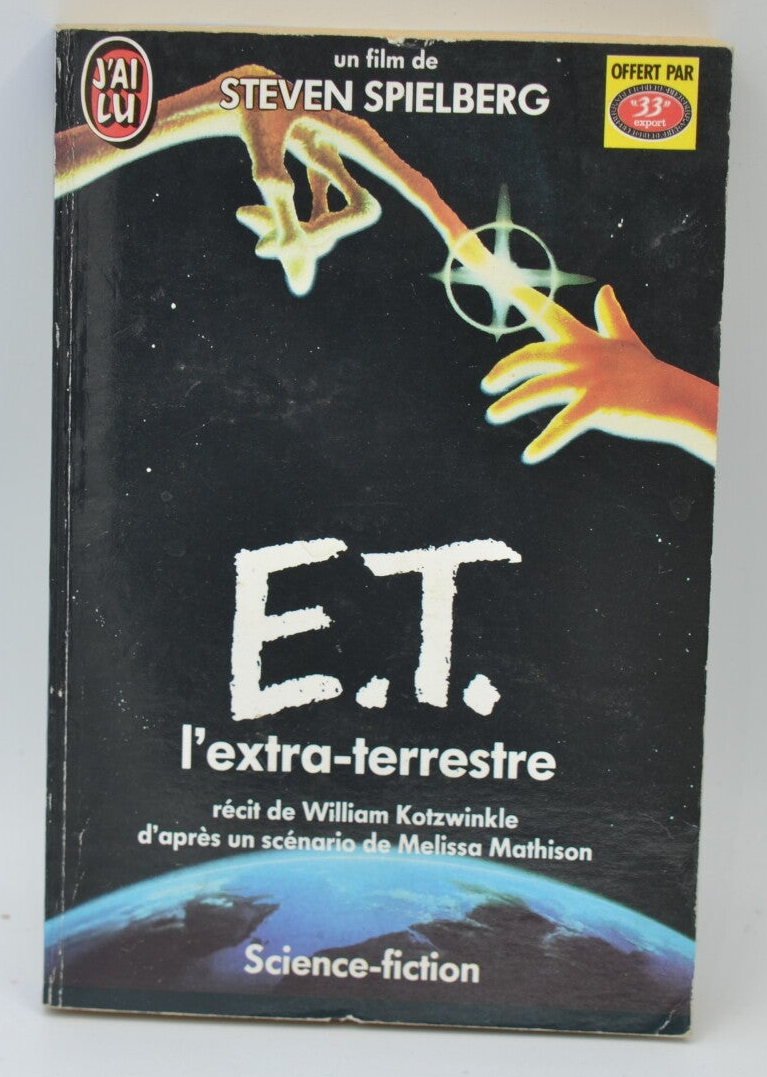 J'AI
LU
un film de
STEVEN SPIELBERG
OFFERT PAR
"33"
export
E.T.
l'extra-terrestre
récit de William Kotzwinkle
d'après un scénario de Melissa Mathison
Science-fiction